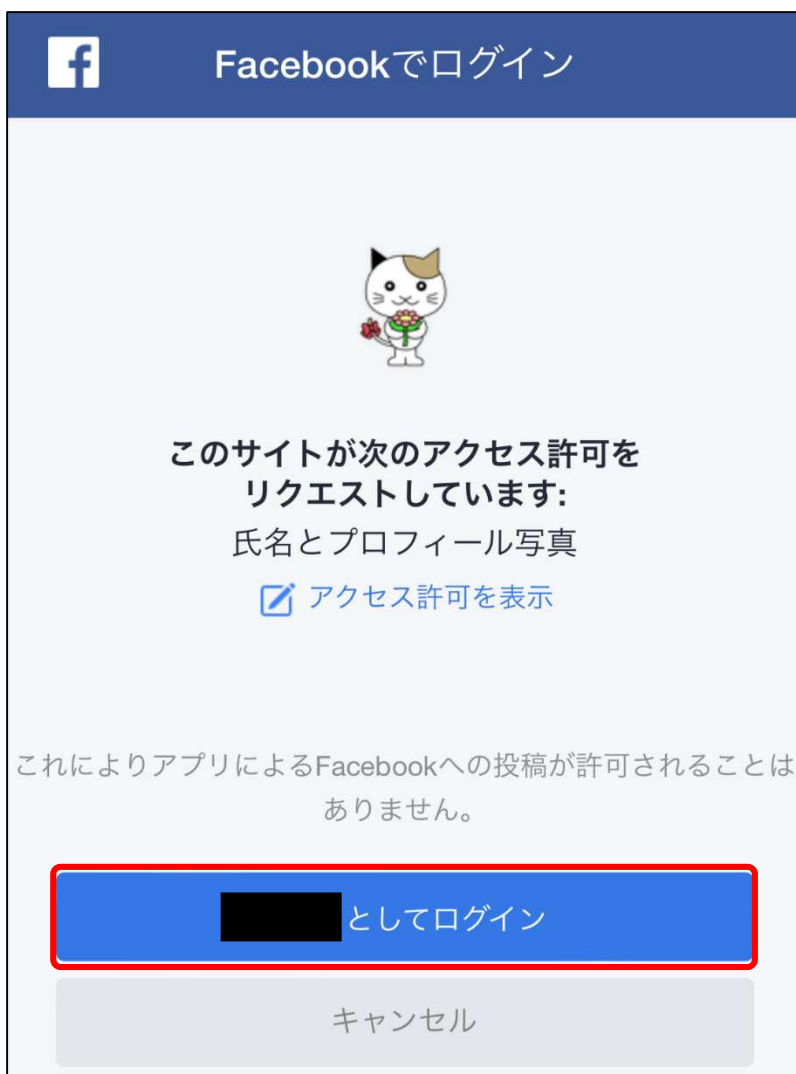 Facebookでログイン
このサイトが次のアクセス許可を
リクエストしています:
氏名とプロフィール写真
アクセス許可を表示
これによりアプリによるFacebookへの投稿が許可されることは
ありません。
としてログイン
キャンセル